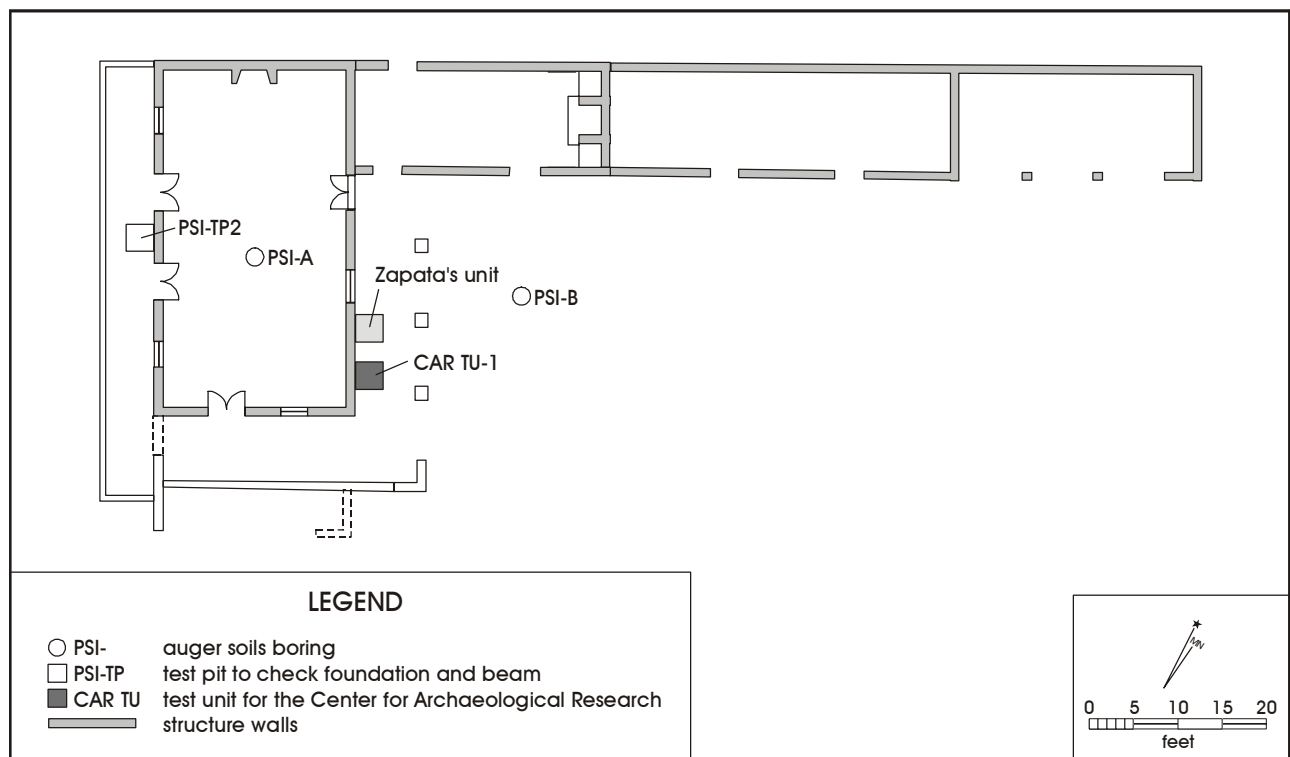 PSI-TP2
PSI-A
Zapata's unit
PSI-B
CAR TU-1
LEGEND
PSI- auger soils boring
PSI-TP test pit to check foundation and beam
CAR TU test unit for the Center for Archaeological Research
structure walls
MN
0 5 10 15 20
feet